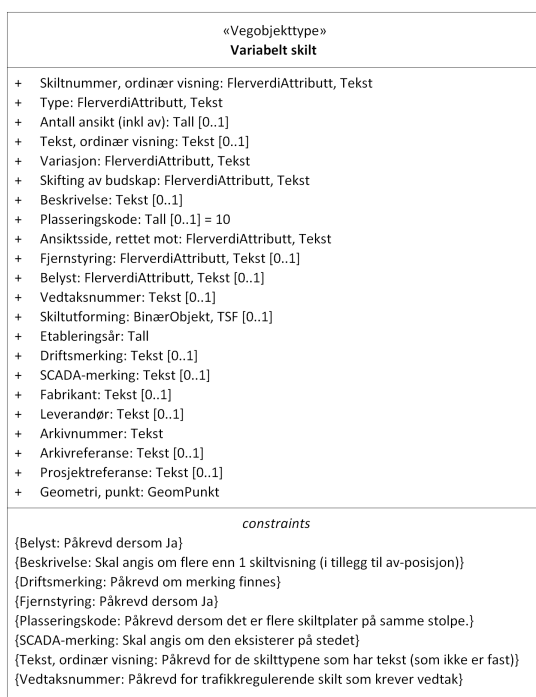 «Vegobjekttype»
Variabelt skilt
+ Skiltnummer, ordinær visning: FlerverdiAttributt, Tekst
+ Type: FlerverdiAttributt, Tekst
+ Antall ansikt (inkl av): Tall [0..1]
+ Tekst, ordinær visning: Tekst [0..1]
+ Variasjon: FlerverdiAttributt, Tekst
+ Skifting av budskap: FlerverdiAttributt, Tekst
+ Beskrivelse: Tekst [0..1]
+ Plasseringskode: Tall [0..1] = 10
+ Ansiktsside, rettet mot: FlerverdiAttributt, Tekst
+ Fjernstyring: FlerverdiAttributt, Tekst [0..1]
+ Belyst: FlerverdiAttributt, Tekst [0..1]
+ Vedtaksnummer: Tekst [0..1]
+ Skiltutforming: BinærObjekt, TSF [0..1]
+ Etableringsår: Tall
+ Driftsmerking: Tekst [0..1]
+ SCADA-merking: Tekst [0..1]
+ Fabrikant: Tekst [0..1]
+ Leverandør: Tekst [0..1]
+ Arkivnummer: Tekst
+ Arkivreferanse: Tekst [0..1]
+ Prosjektreferanse: Tekst [0..1]
+ Geometri, punkt: GeomPunkt
constraints
{Belyst: Påkrevd dersom Ja}
{Beskrivelse: Skal angis om flere enn 1 skiltvisning (i tillegg til av-posisjon)}
{Driftsmerking: Påkrevd om merking finnes}
{Fjernstyring: Påkrevd dersom Ja}
{Plasseringskode: Påkrevd dersom det er flere skiltplater på samme stolpe.}
{SCADA-merking: Skal angis om den eksisterer på stedet}
{Tekst, ordinær visning: Påkrevd for de skilttypene som har tekst (som ikke er fast)}
{Vedtaksnummer: Påkrevd for trafikkregulerende skilt som krever vedtak}